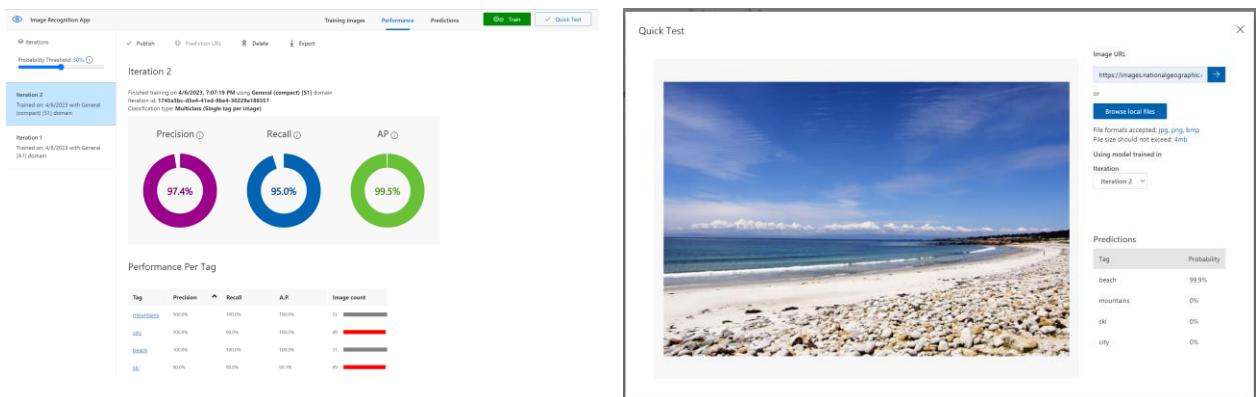 Image Recognition App
Training Images Performance Predictions Train Quick Test
Iterations
Probability Threshold: 50%
Iteration 2
Trained on: 4/6/2023 with General
(compact) [S1] domain
Iteration 1
Trained on: 4/6/2023 with General
[A1] domain
Publish Prediction URL Delete Export
Iteration 2
Finished training on 4/6/2023, 7:07:19 PM using General (compact) [S1] domain
Iteration id:
Classification type: Multiclass (Single tag per image)
Precision Recall AP
97.4% 95.0% 99.5%
Performance Per Tag
Tag Precision Recall A.P. Image count
mountains 100.0% 100.0% 100.0% 51
city 100.0% 90.0% 100.0% 49
beach 100.0% 100.0% 100.0% 51
ski 90.0% 90.0% 49
Quick Test
Image URL
https://images.nationalgeographic.
or
Browse local files
File formats accepted: jpg, png, bmp
File size should not exceed: 4mb
Using model trained in
Iteration
Iteration 2
Predictions
Tag Probability
beach 99.9%
mountains 0%
ski 0%
city 0%